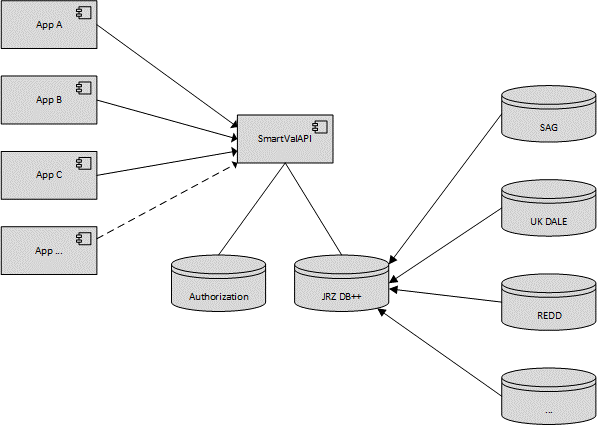 App A
App B
App C
App ...
SmartValAPI
Authorization
JRZ DB++
SAG
UK DALE
REDD
...